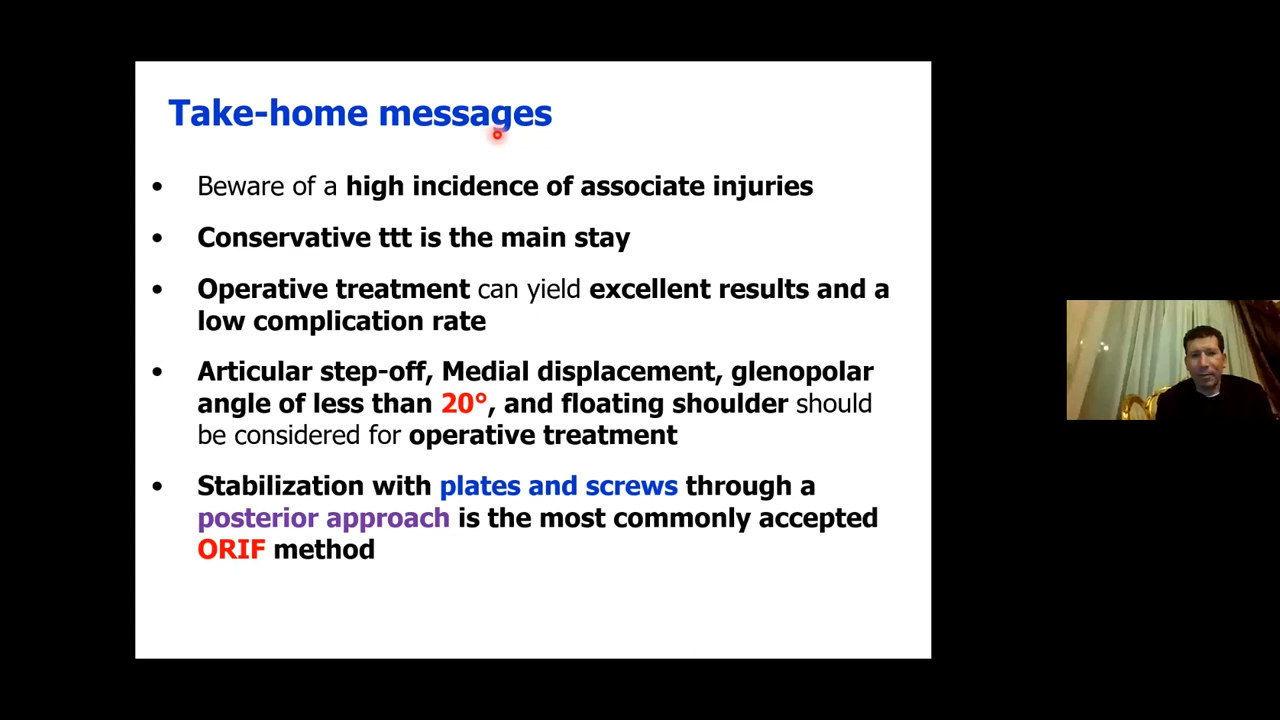 Take-home messages
• Beware of a high incidence of associate injuries
• Conservative ttt is the main stay
• Operative treatment can yield excellent results and a
low complication rate
• Articular step-off, Medial displacement, glenopolar
angle of less than 20°, and floating shoulder should
be considered for operative treatment
• Stabilization with plates and screws through a
posterior approach is the most commonly accepted
ORIF method